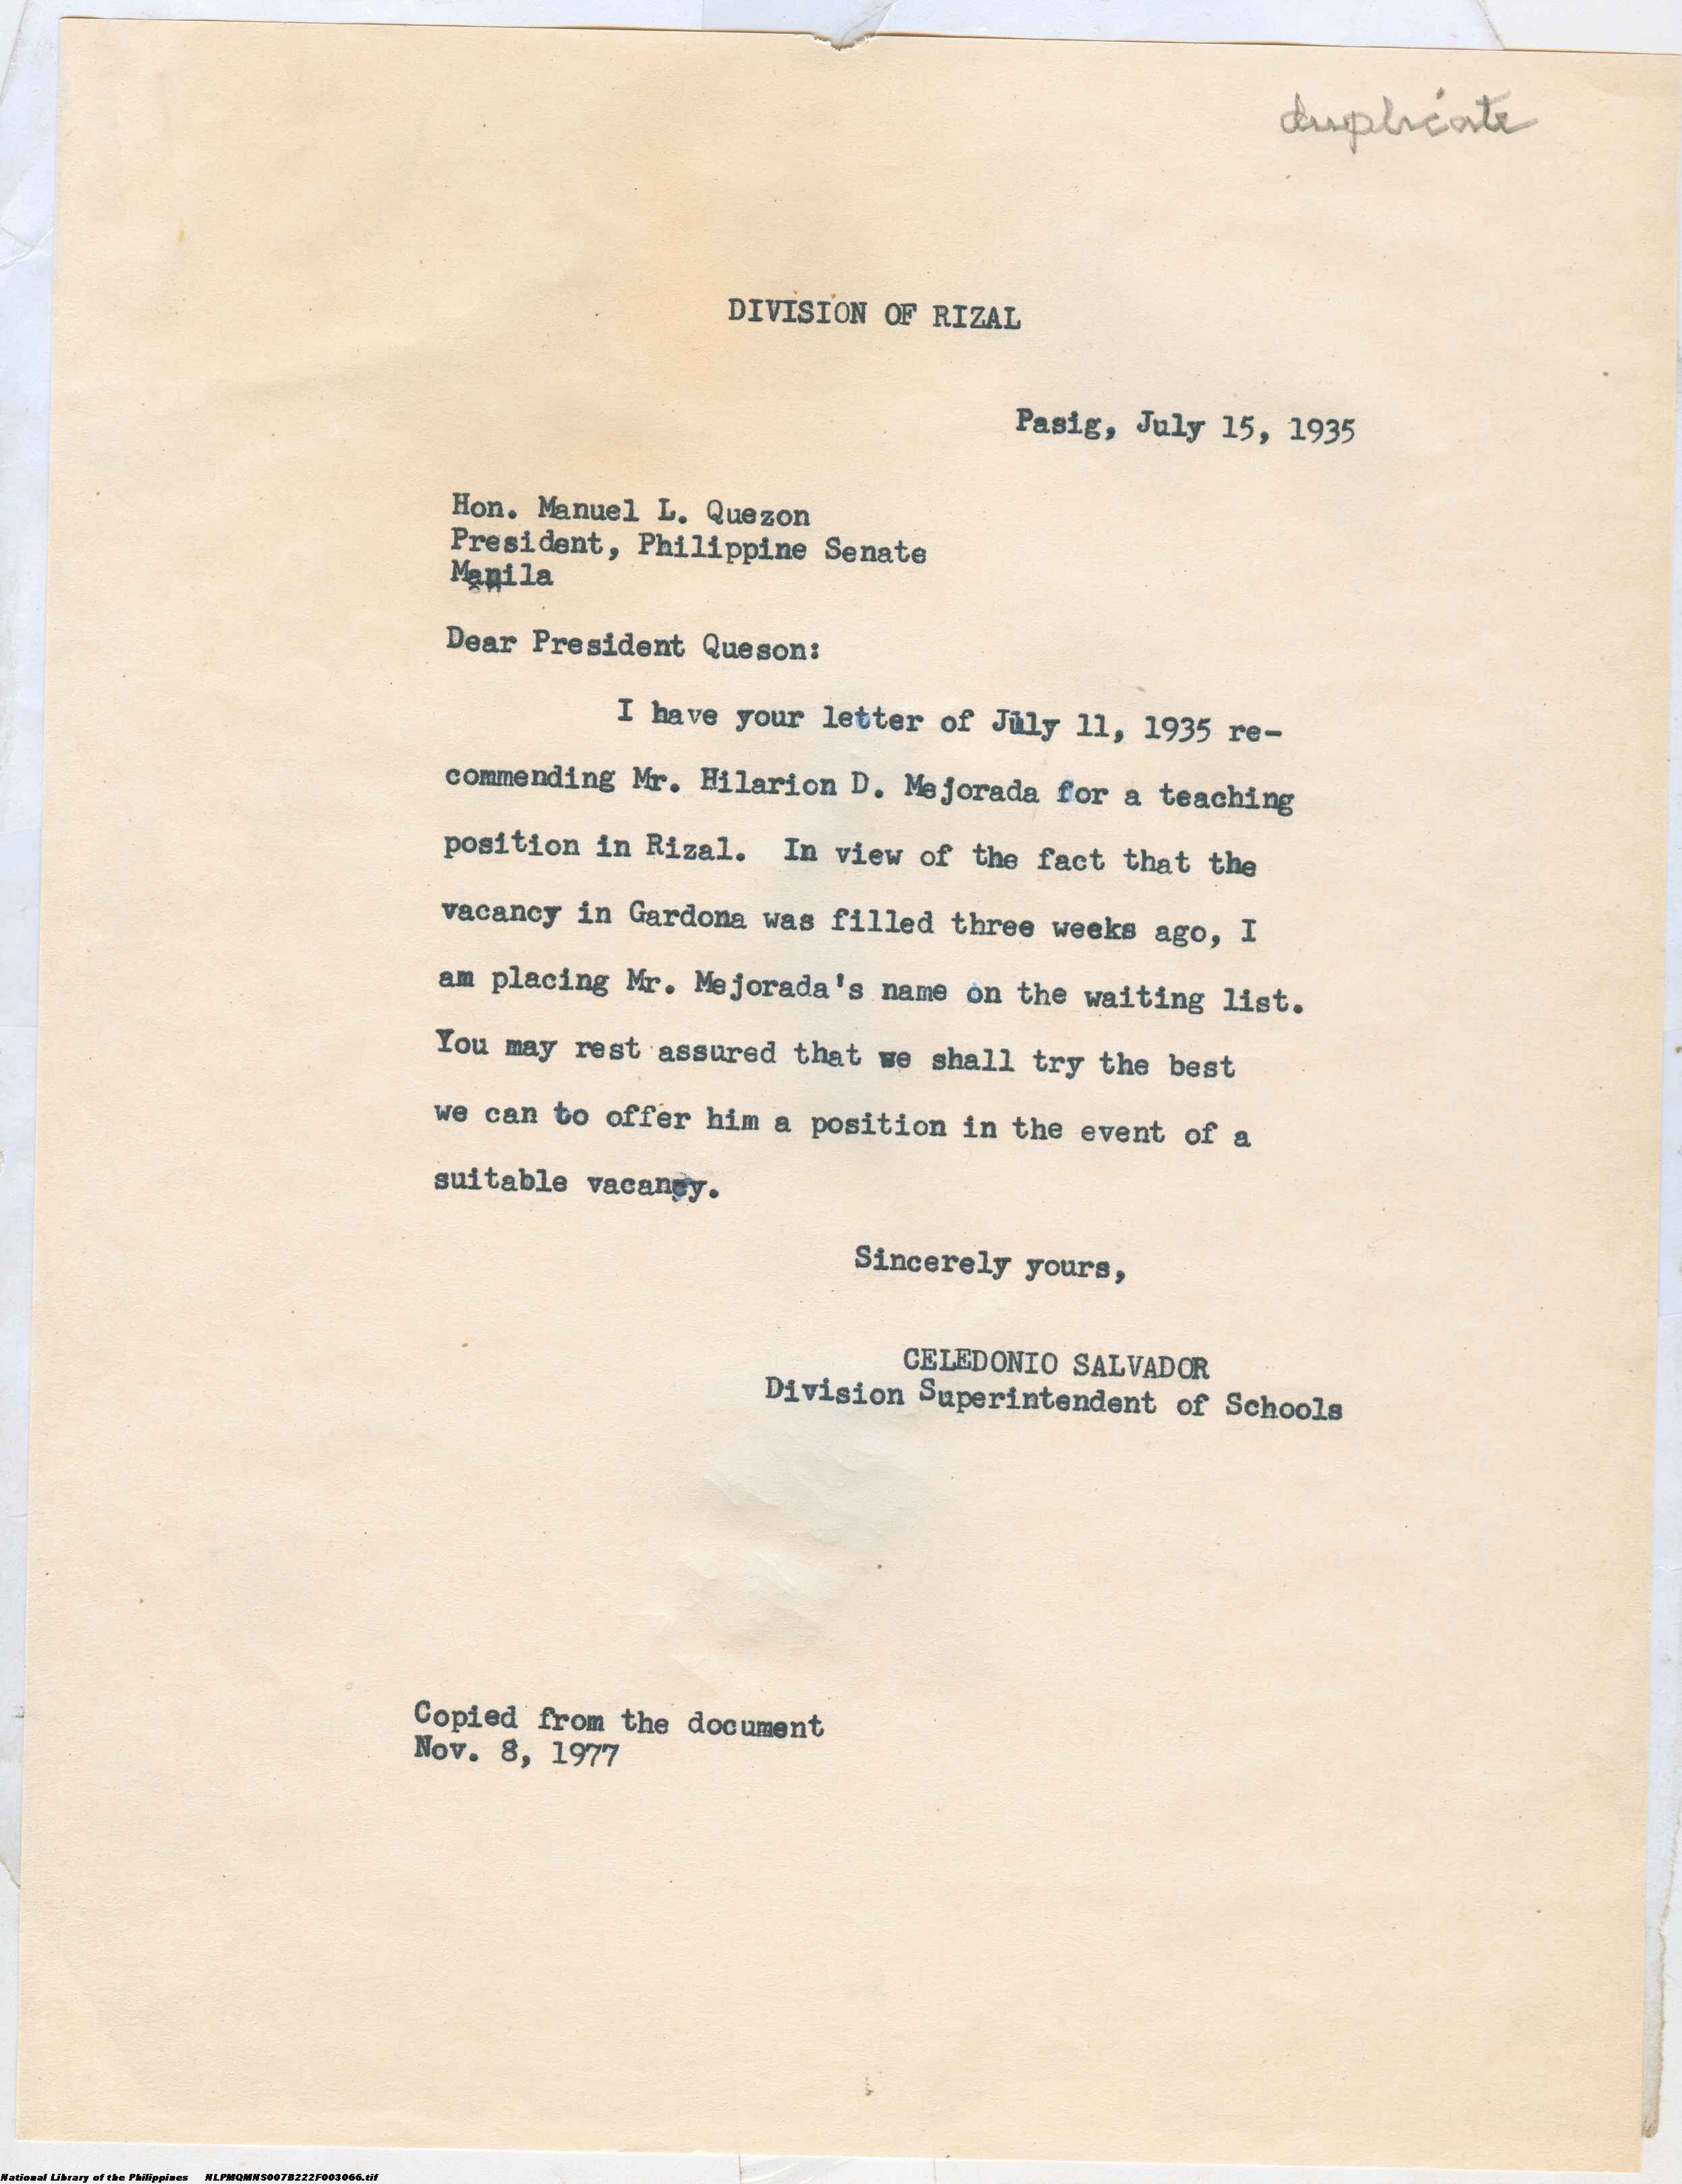 duplicate
DIVISION OF RIZAL
Pasig, July 15, 1935
Hon. Manuel L. Quezon
President, Philippine Senate
Manila
Dear President Queson:
I have your letter of July 11, 1935 re-
commending Mr. Hilarion D. Mejorada for a teaching
position in Rizal. In view of the fact that the
vacancy in Gardona was filled three weeks ago, I
am placing Mr. Mejorada's name on the waiting list.
You may rest assured that we shall try the best
we can to offer him a position in the event of a
suitable vacancy.
Sincerely yours,
CELEDONIO SALVADOR
Division Superintendent of Schools
Copied from the document
Nov. 8, 1977
National Library of the Philippines NLPMQMNS007B222F003066.tif